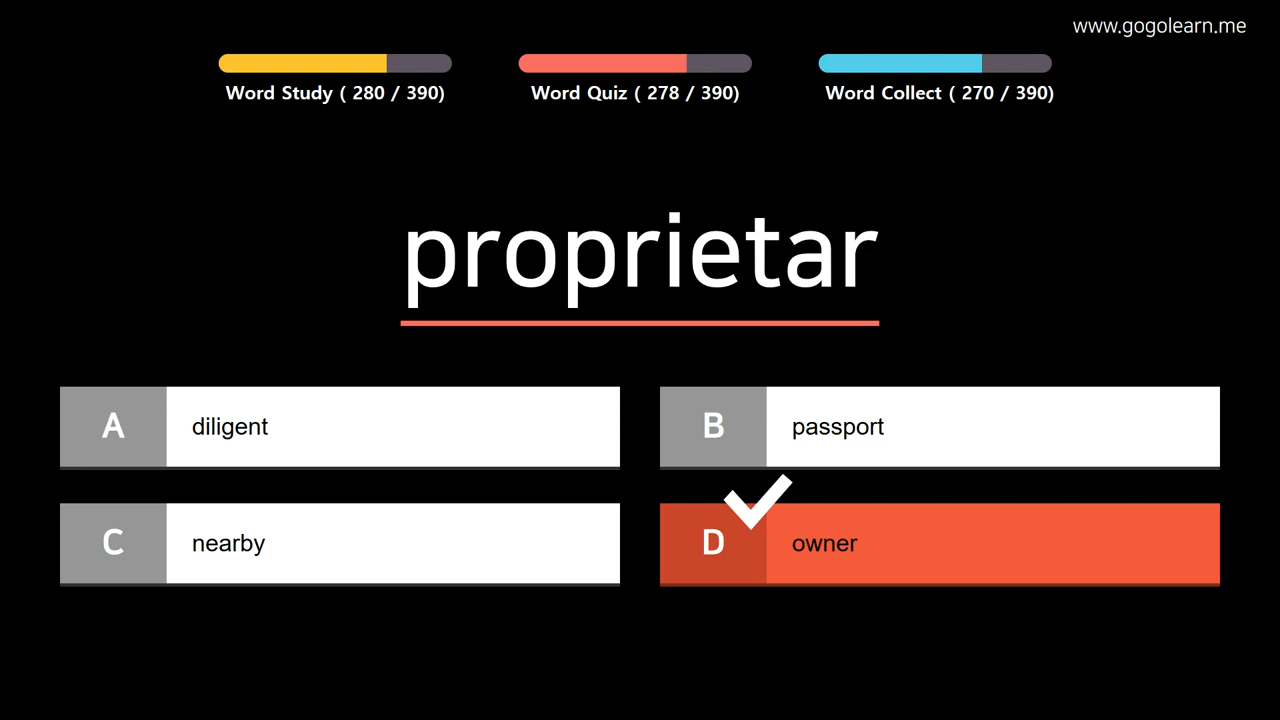 www.gogolearn.me
Word Study ( 280 / 390)
Word Quiz ( 278 / 390)
Word Collect ( 270 / 390)
proprietar
A diligent
B passport
C nearby
D owner